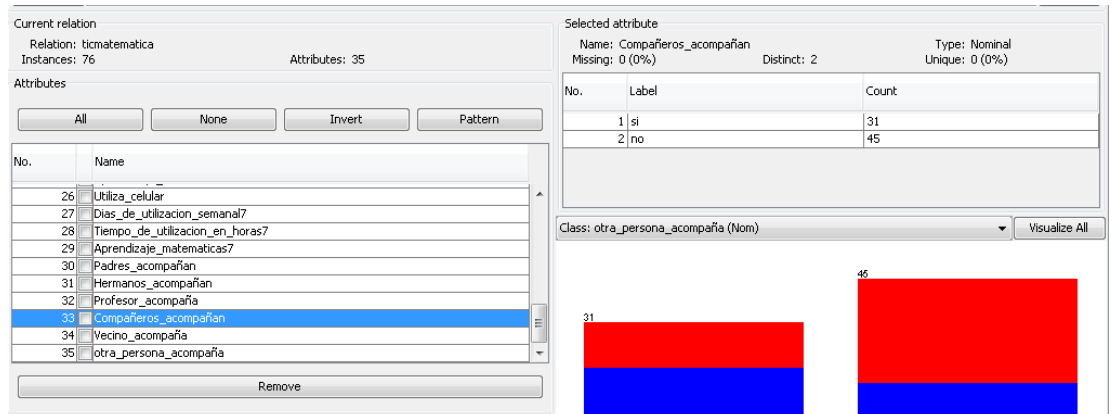 Current relation
Relation: ticmatematica
Instances: 76
Attributes: 35
Attributes
All
None
Invert
Pattern
No.
Name
26 Utiliza_celular
27 Dias_de_utilizacion_semanal7
28 Tiempo_de_utilizacion_en_horas7
29 Aprendizaje_matematicas7
30 Padres_acompañan
31 Hermanos_acompañan
32 Profesor_acompaña
33 Compañeros_acompañan
34 Vecino_acompaña
35 otra_persona_acompaña
Remove
Selected attribute
Name: Compañeros_acompañan
Type: Nominal
Missing: 0 (0%)
Distinct: 2
Unique: 0 (0%)
No.
Label
Count
1 si 31
2 no 45
Class: otra_persona_acompaña (Nom)
Visualize All
31
45